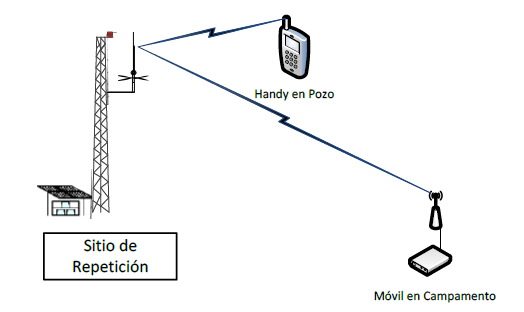 Handy en Pozo
Sitio de
Repetición
Móvil en Campamento